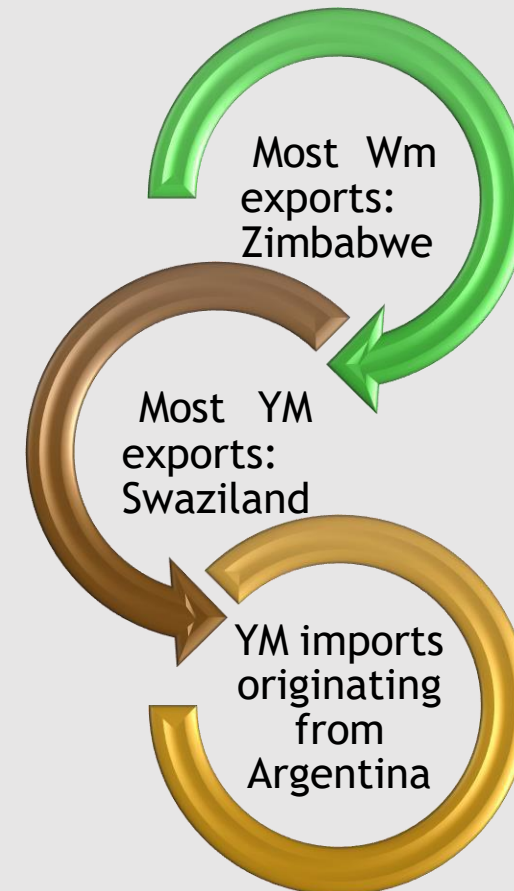 Most Wm
exports:
Zimbabwe
Most YM
exports:
Swaziland
YM imports
originating
from
Argentina